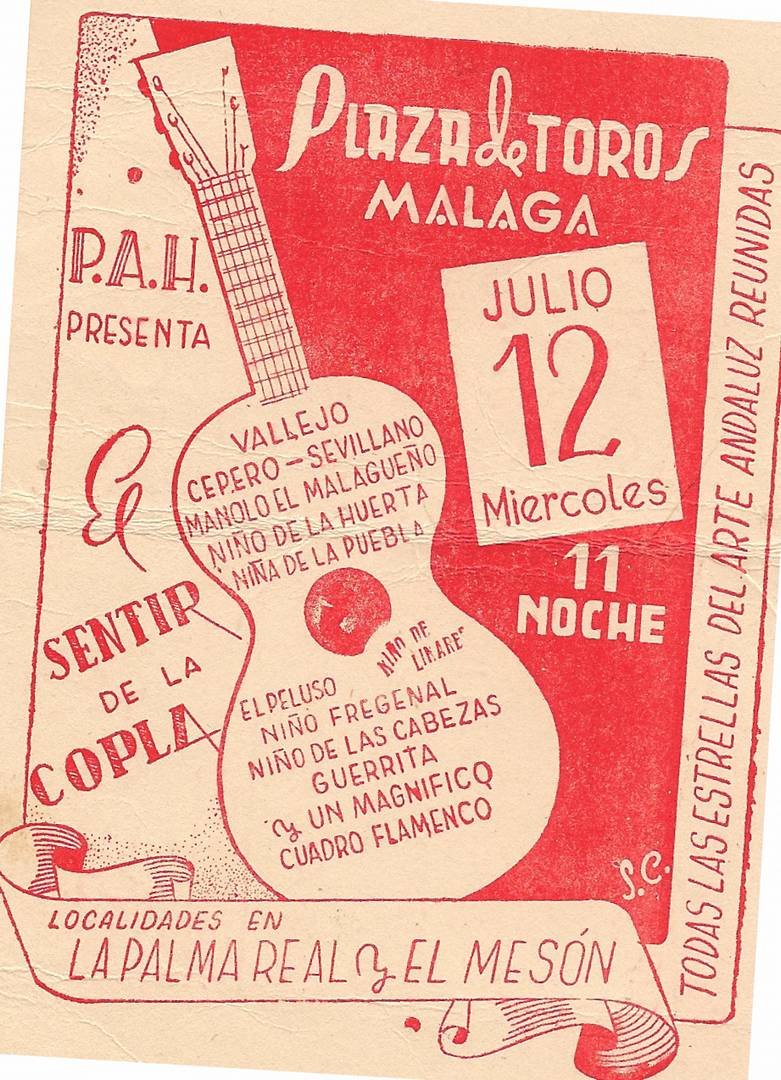 PLAZA de TOROS
MALAGA
P.A.H.
PRESENTA
JULIO
12
Miercoles
11
NOCHE
El
SENTIR
DE LA
COPLA
VALLEJO
CEPERO - SEVILLANO
MANOLO EL MALAGUEÑO
NIÑO DE LA HUERTA
NIÑA DE LA PUEBLA
NIÑO DE
LINARES
EL PELUSO
NIÑO FREGENAL
NIÑO DE LAS CABEZAS
GUERRITA
y UN MAGNIFICO
CUADRO FLAMENCO
S.C.
LOCALIDADES EN
LA PALMA REAL y EL MESÓN
TODAS LAS ESTRELLAS DEL ARTE ANDALUZ REUNIDAS